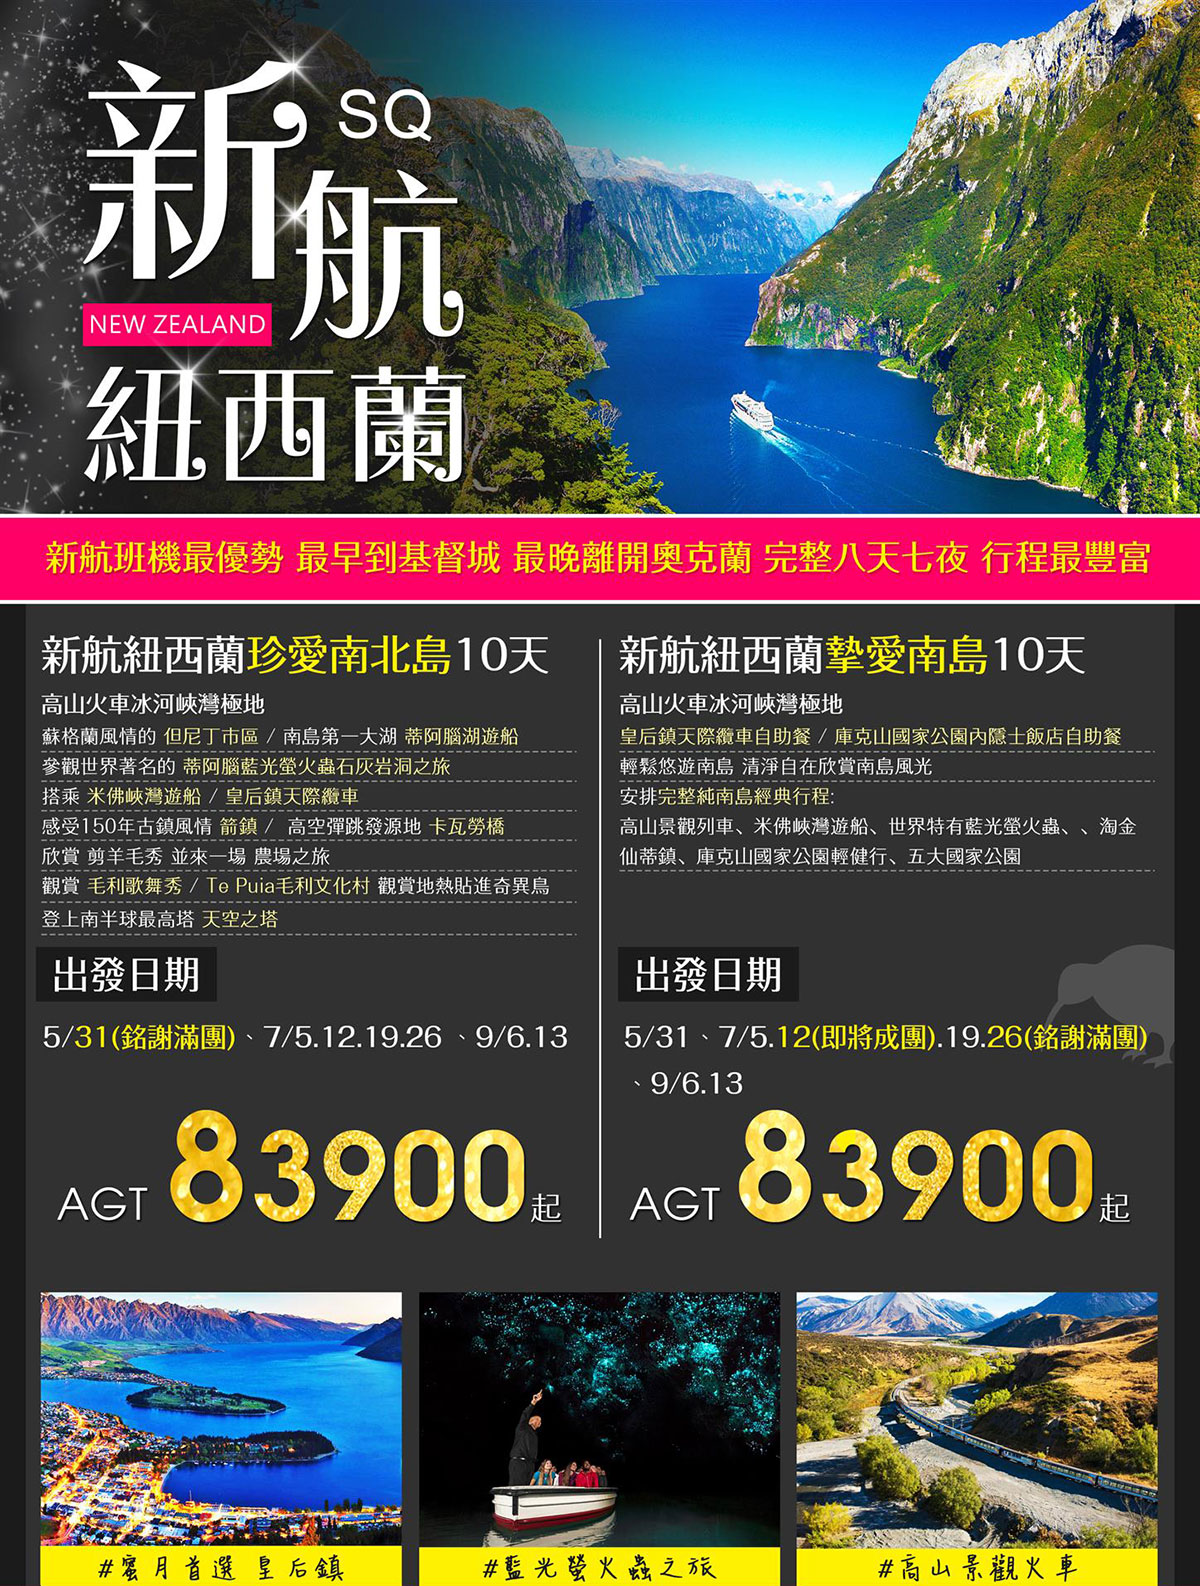 新航
SQ
NEW ZEALAND
紐西蘭
新航班機最優勢 最早到基督城 最晚離開奧克蘭 完整八天七夜 行程最豐富
新航紐西蘭珍愛南北島10天
高山火車冰河峽灣極地
蘇格蘭風情的 但尼丁市區 / 南島第一大湖 蒂阿腦湖遊船
參觀世界著名的 蒂阿腦藍光螢火蟲石灰岩洞之旅
搭乘 米佛峽灣遊船 / 皇后鎮天際纜車
感受150年古鎮風情 箭鎮 / 高空彈跳發源地 卡瓦勞橋
欣賞 剪羊毛秀 並來一場 農場之旅
觀賞 毛利歌舞秀 / Te Puia毛利文化村 觀賞地熱貼進奇異鳥
登上南半球最高塔 天空之塔
出發日期
5/31(銘謝滿團)、7/5.12.19.26 、9/6.13
AGT 83900起
新航紐西蘭摯愛南島10天
高山火車冰河峽灣極地
皇后鎮天際纜車自助餐 / 庫克山國家公園內隱士飯店自助餐
輕鬆悠遊南島 清淨自在欣賞南島風光
安排完整純南島經典行程:
高山景觀列車、米佛峽灣遊船、世界特有藍光螢火蟲、、淘金
仙蒂鎮、庫克山國家公園輕健行、五大國家公園
出發日期
5/31、7/5.12(即將成團).19.26(銘謝滿團)
、9/6.13
AGT 83900起
#蜜月首選 皇后鎮
#藍光螢火蟲之旅
#高山景觀火車